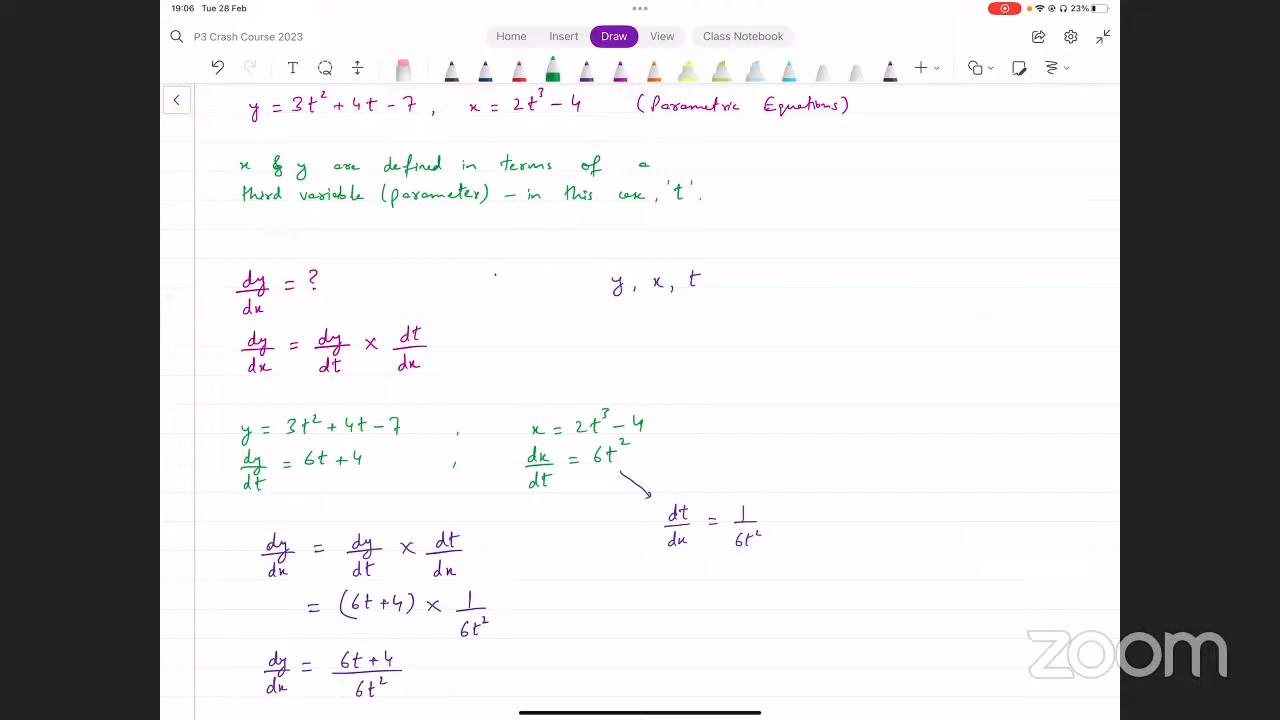 19:06 Tue 28 Feb
23%
P3 Crash Course 2023
Home Insert Draw View Class Notebook
y = 3t² + 4t - 7 , x = 2t³ - 4 (Parametric Equations)
x & y are defined in terms of a
third variable (parameter) - in this case, 't'.
dy/dx = ?
y, x, t
dy/dx = dy/dt × dt/dx
y = 3t² + 4t - 7 , x = 2t³ - 4
dy/dt = 6t + 4 , dx/dt = 6t²
dt/dx = 1/6t²
dy/dx = dy/dt × dt/dx
= (6t + 4) × 1/6t²
dy/dx = 6t + 4/6t²
zoom